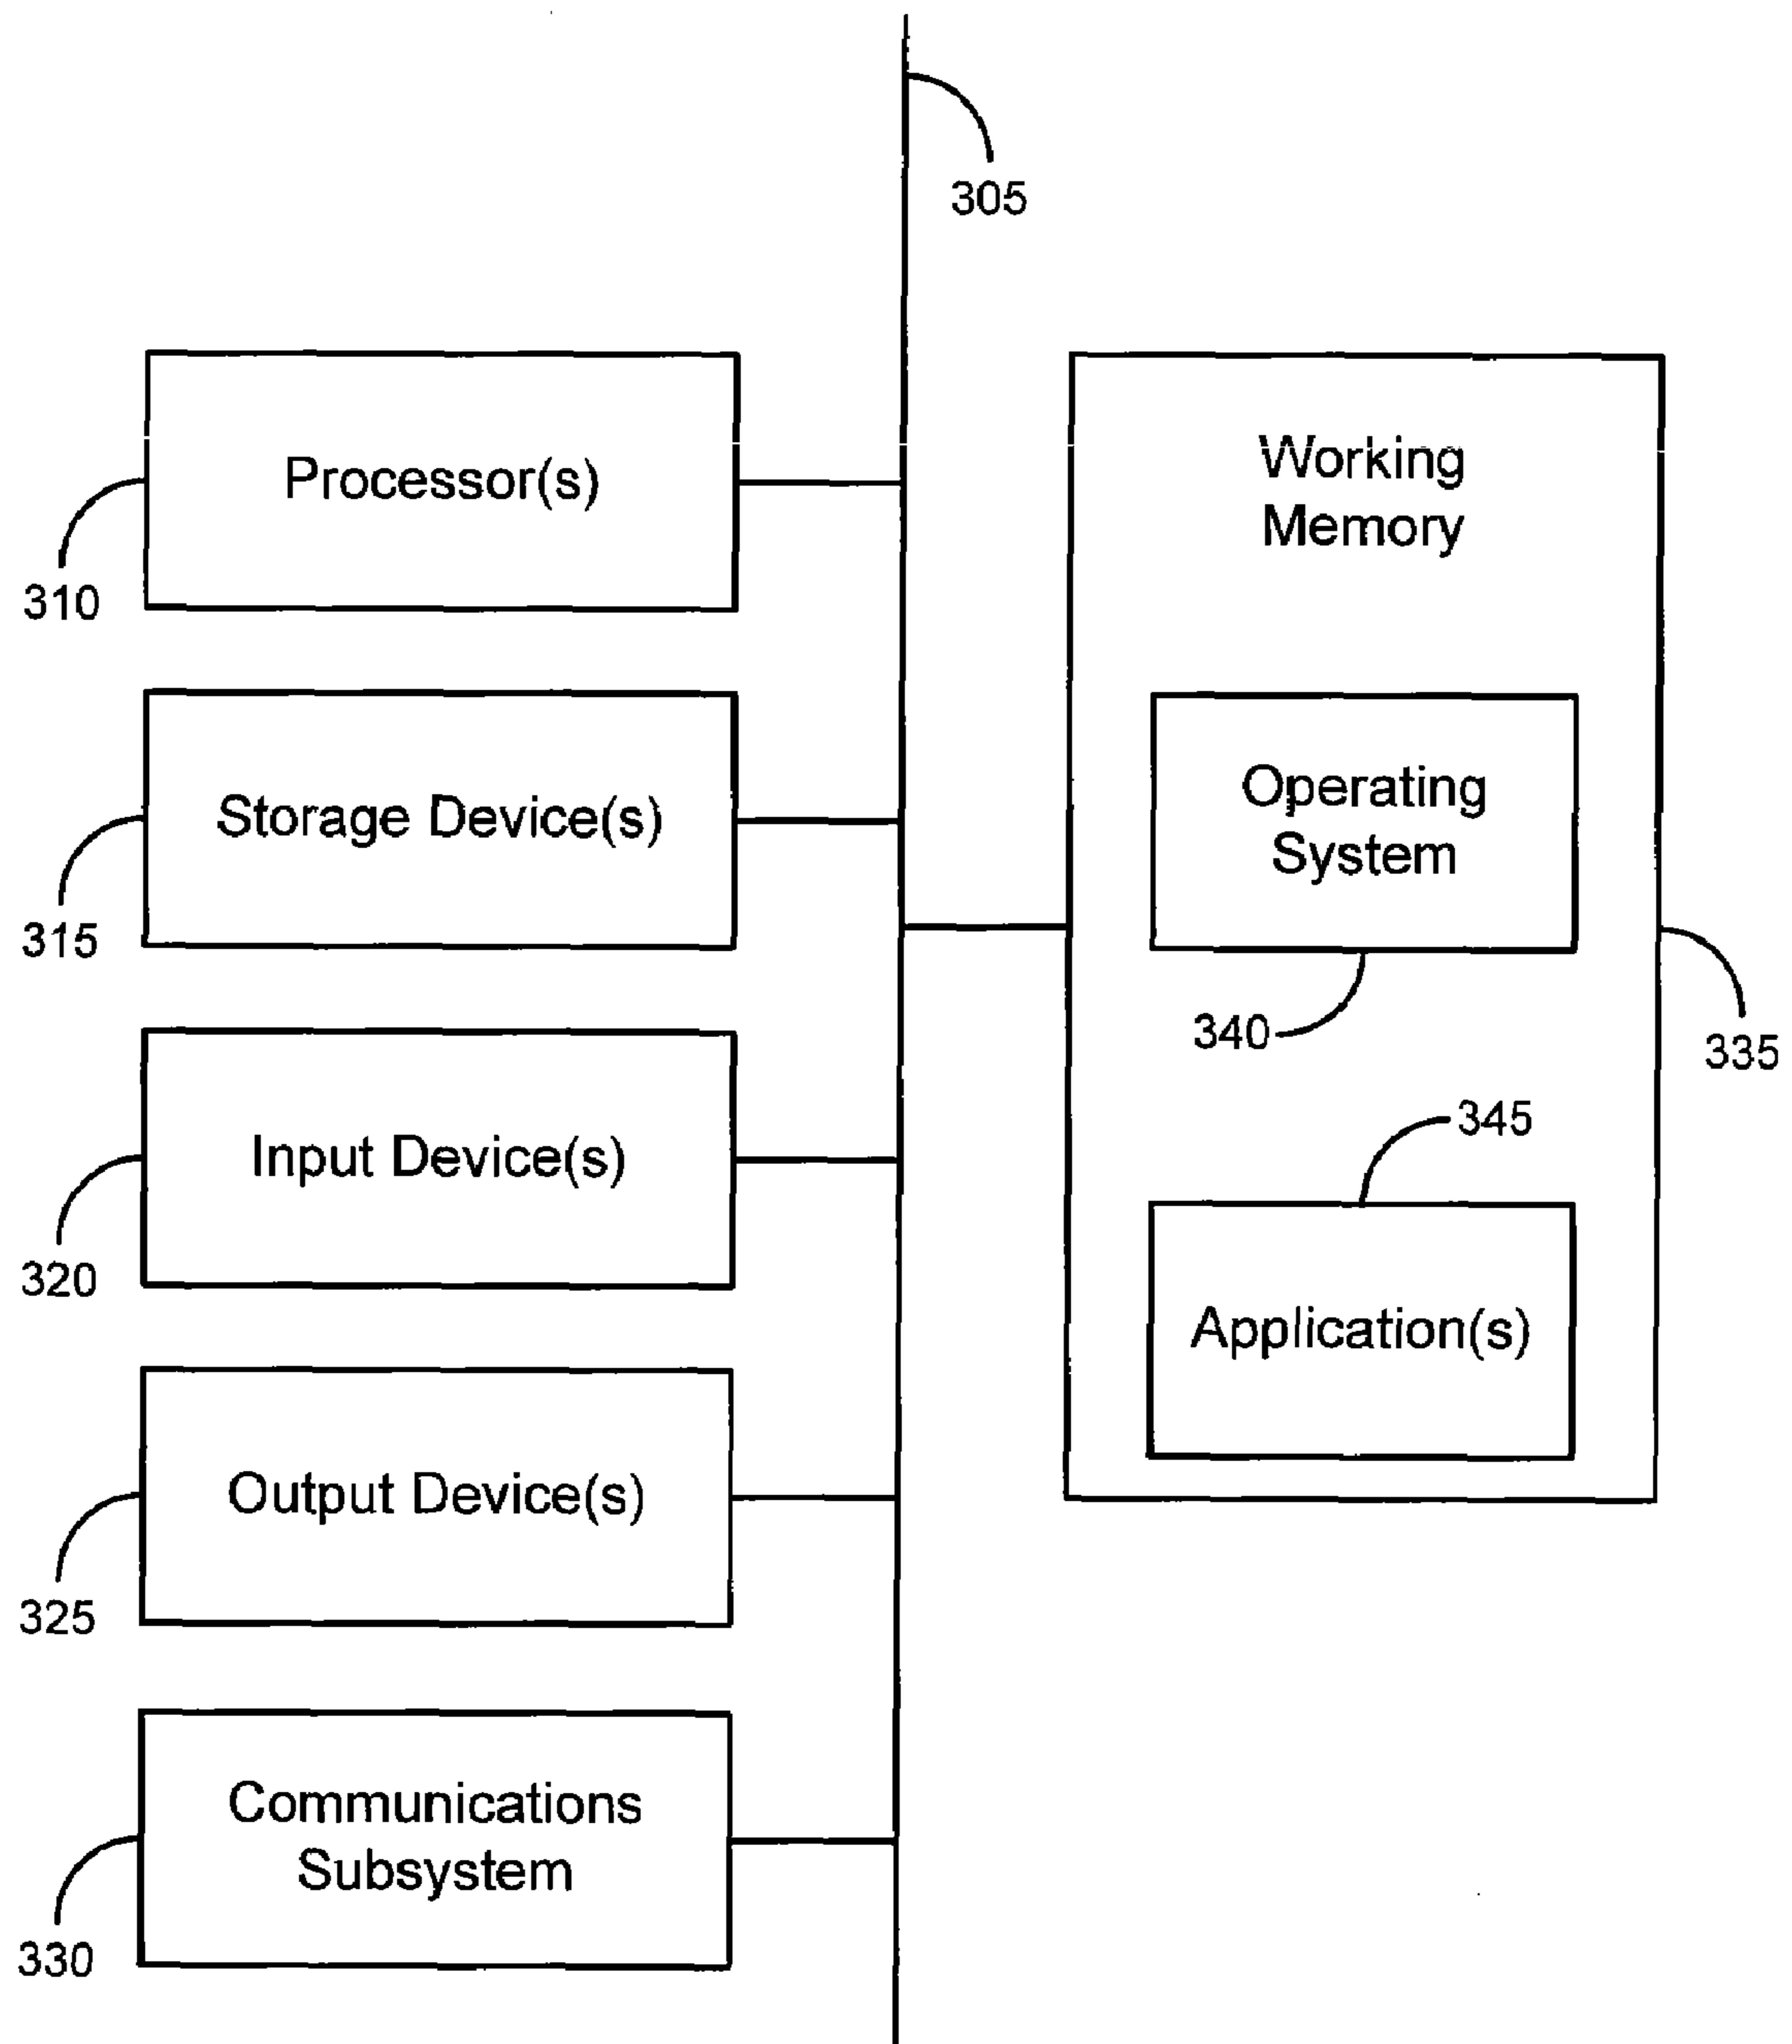 305
Processor(s)
310
Storage Device(s)
315
Input Device(s)
320
Output Device(s)
325
Communications
Subsystem
330
Working
Memory
Operating
System
340
335
345
Application(s)